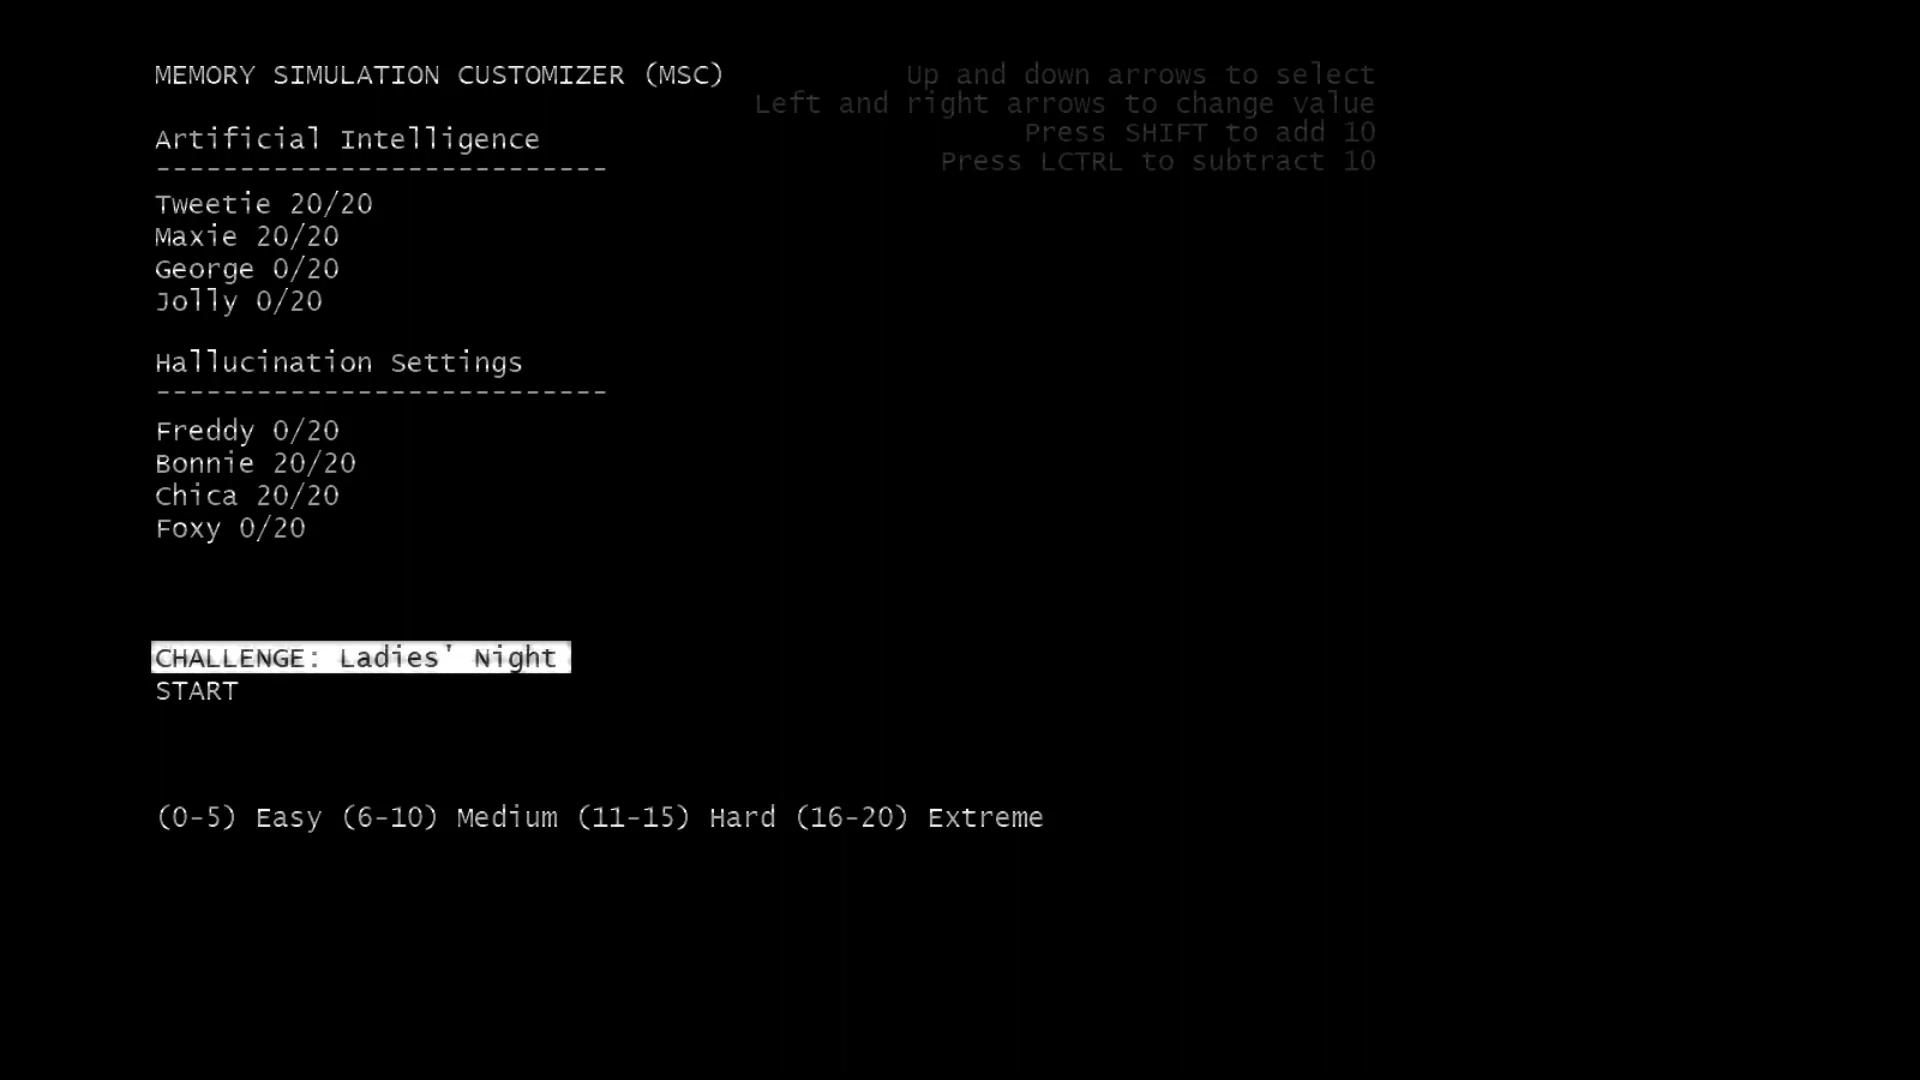 MEMORY SIMULATION CUSTOMIZER (MSC)
Up and down arrows to select
Left and right arrows to change value
Press SHIFT to add 10
Press LCTRL to subtract 10
Artificial Intelligence
---------------------------
Tweetie 20/20
Maxie 20/20
George 0/20
Jolly 0/20
Hallucination Settings
---------------------------
Freddy 0/20
Bonnie 20/20
Chica 20/20
Foxy 0/20
CHALLENGE: Ladies' Night
START
(0-5) Easy (6-10) Medium (11-15) Hard (16-20) Extreme